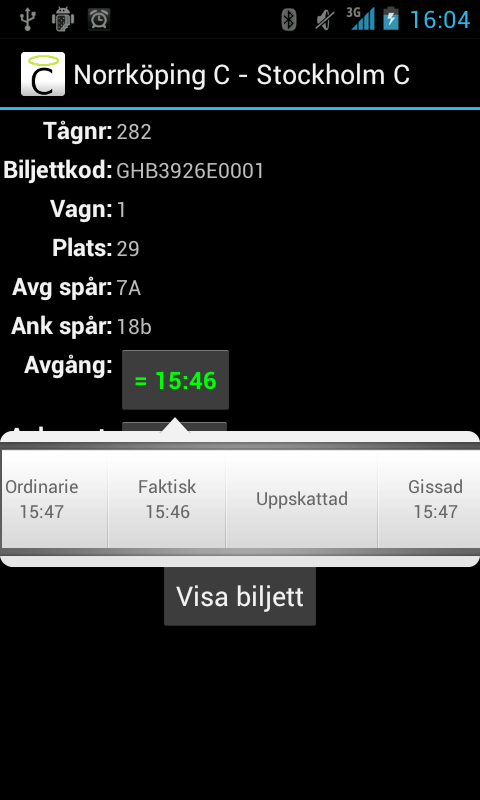 3G 16:04
C Norrköping C - Stockholm C
Tågnr: 282
Biljettkod: GHB3926E0001
Vagn: 1
Plats: 29
Avg spår: 7A
Ank spår: 18b
Avgång: = 15:46
Ordinarie Faktisk Uppskattad Gissad
15:47 15:46 15:47
Visa biljett